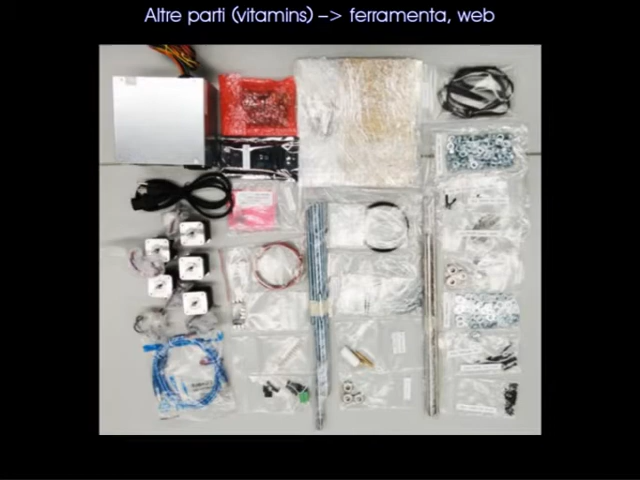 Altre parti (vitamins) –> ferramenta, web